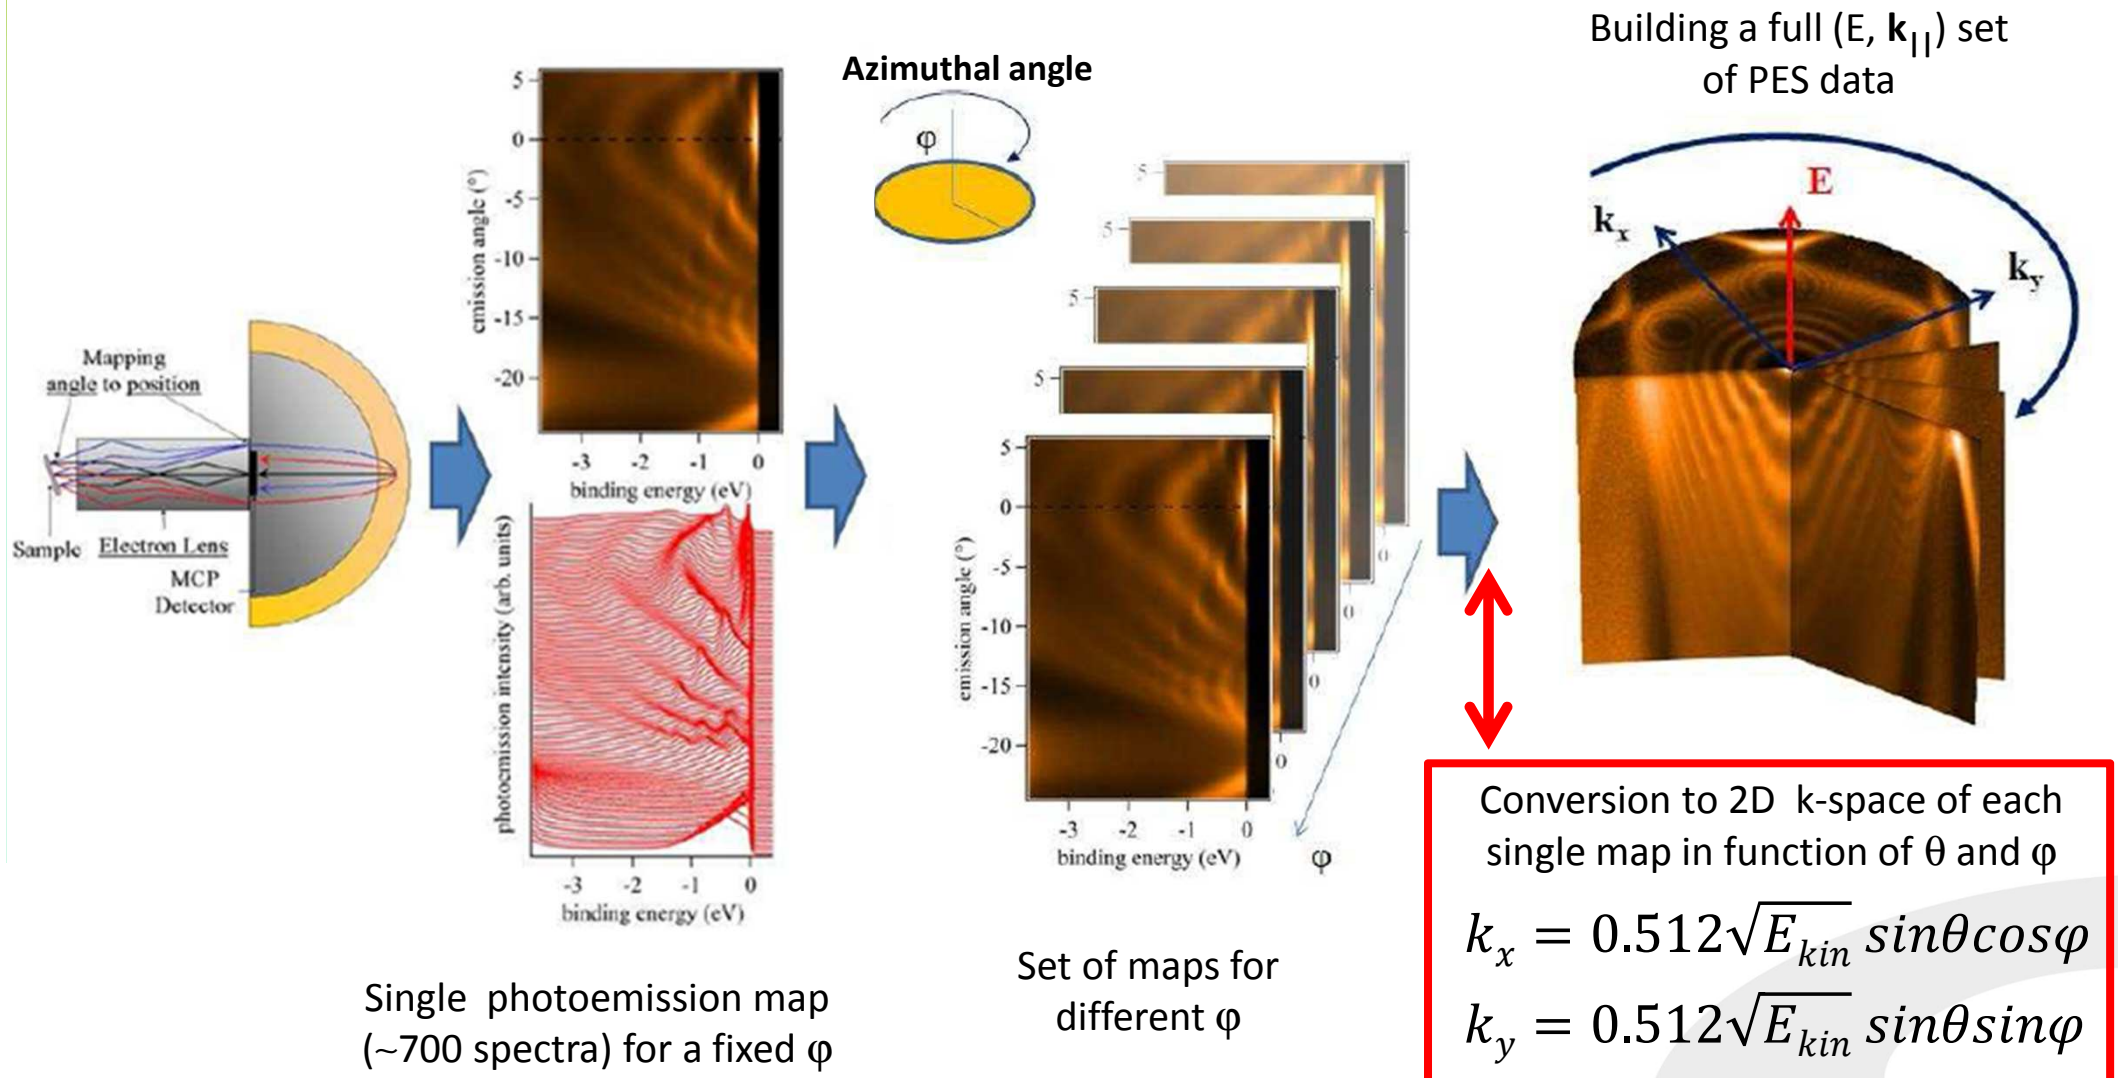 Building a full (E, k||) set
of PES data
Azimuthal angle
φ
5
0
-5
-10
-15
-20
emission angle (°)
-3 -2 -1 0
binding energy (eV)
Mapping
angle to position
Sample
Electron Lens
MCP
Detector
photoemission intensity (arb. units)
-3 -2 -1 0
binding energy (eV)
Single photoemission map
(~700 spectra) for a fixed φ
5
5
5
5
5
0
-5
-10
-15
-20
emission angle (°)
-3 -2 -1 0
binding energy (eV)
0
0
0
0
φ
Set of maps for
different φ
E
kx
ky
Conversion to 2D k-space of each
single map in function of θ and φ
kx = 0.512√Ekin sinθcosφ
ky = 0.512√Ekin sinθsinφ